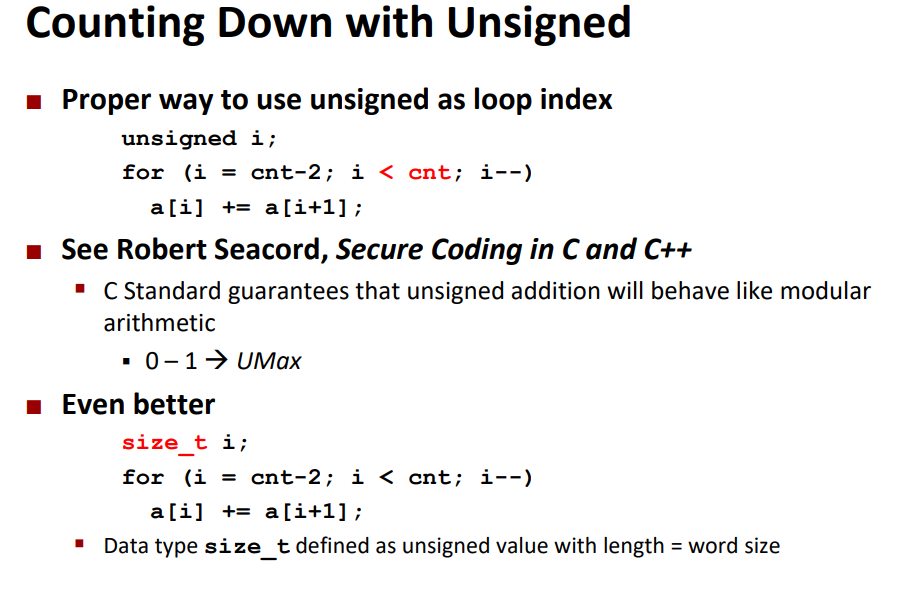 Counting Down with Unsigned
■ Proper way to use unsigned as loop index
unsigned i;
for (i = cnt-2; i < cnt; i--)
a[i] += a[i+1];
■ See Robert Seacord, Secure Coding in C and C++
▪ C Standard guarantees that unsigned addition will behave like modular
arithmetic
▪ 0 – 1 → UMax
■ Even better
size_t i;
for (i = cnt-2; i < cnt; i--)
a[i] += a[i+1];
▪ Data type size_t defined as unsigned value with length = word size